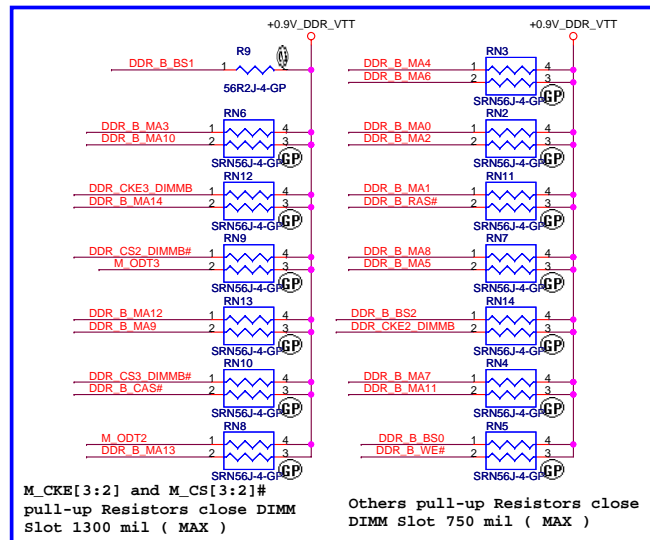 +0.9V_DDR_VTT
R9
DDR_B_BS1 1 2
56R2J-4-GP
RN6
DDR_B_MA3 1 4
DDR_B_MA10 2 3
SRN56J-4-GP GP
RN12
DDR_CKE3_DIMMB 1 4
DDR_B_MA14 2 3
SRN56J-4-GP GP
RN9
DDR_CS2_DIMMB# 1 4
M_ODT3 2 3
SRN56J-4-GP GP
RN13
DDR_B_MA12 1 4
DDR_B_MA9 2 3
SRN56J-4-GP GP
RN10
DDR_CS3_DIMMB# 1 4
DDR_B_CAS# 2 3
SRN56J-4-GP GP
RN8
M_ODT2 1 4
DDR_B_MA13 2 3
SRN56J-4-GP GP
M_CKE[3:2] and M_CS[3:2]#
pull-up Resistors close DIMM
Slot 1300 mil ( MAX )
+0.9V_DDR_VTT
RN3
DDR_B_MA4 1 4
DDR_B_MA6 2 3
SRN56J-4-GP GP
RN2
DDR_B_MA0 1 4
DDR_B_MA2 2 3
SRN56J-4-GP GP
RN11
DDR_B_MA1 1 4
DDR_B_RAS# 2 3
SRN56J-4-GP GP
RN7
DDR_B_MA8 1 4
DDR_B_MA5 2 3
SRN56J-4-GP GP
RN14
DDR_B_BS2 1 4
DDR_CKE2_DIMMB 2 3
SRN56J-4-GP GP
RN4
DDR_B_MA7 1 4
DDR_B_MA11 2 3
SRN56J-4-GP GP
RN5
DDR_B_BS0 1 4
DDR_B_WE# 2 3
SRN56J-4-GP GP
Others pull-up Resistors close
DIMM Slot 750 mil ( MAX )